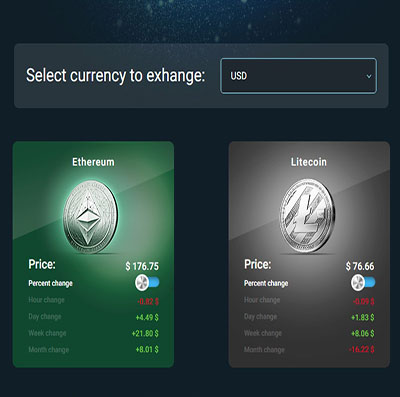 Select currency to exhange: USD
Ethereum
Price: $ 176.75
Percent change
Hour change -0.82 $
Day change +4.49 $
Week change +21.80 $
Month change +8.01 $
Litecoin
Price: $ 76.66
Percent change
Hour change -0.09 $
Day change +1.83 $
Week change +8.06 $
Month change -16.22 $